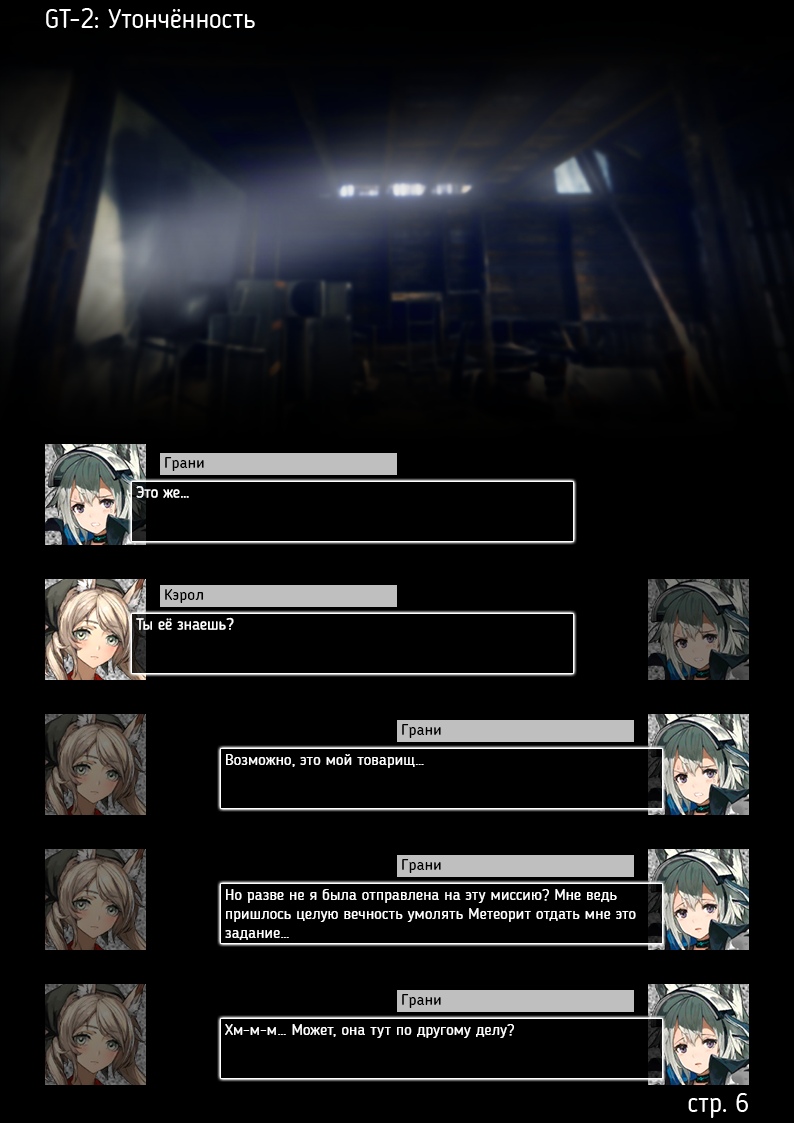 GT-2: Утончённость
Грани
Это же...
Кэрол
Ты её знаешь?
Грани
Возможно, это мой товарищ...
Грани
Но разве не я была отправлена на эту миссию? Мне ведь
пришлось целую вечность умолять Метеорит отдать мне это
задание...
Грани
Хм-м-м... Может, она тут по другому делу?
стр. 6